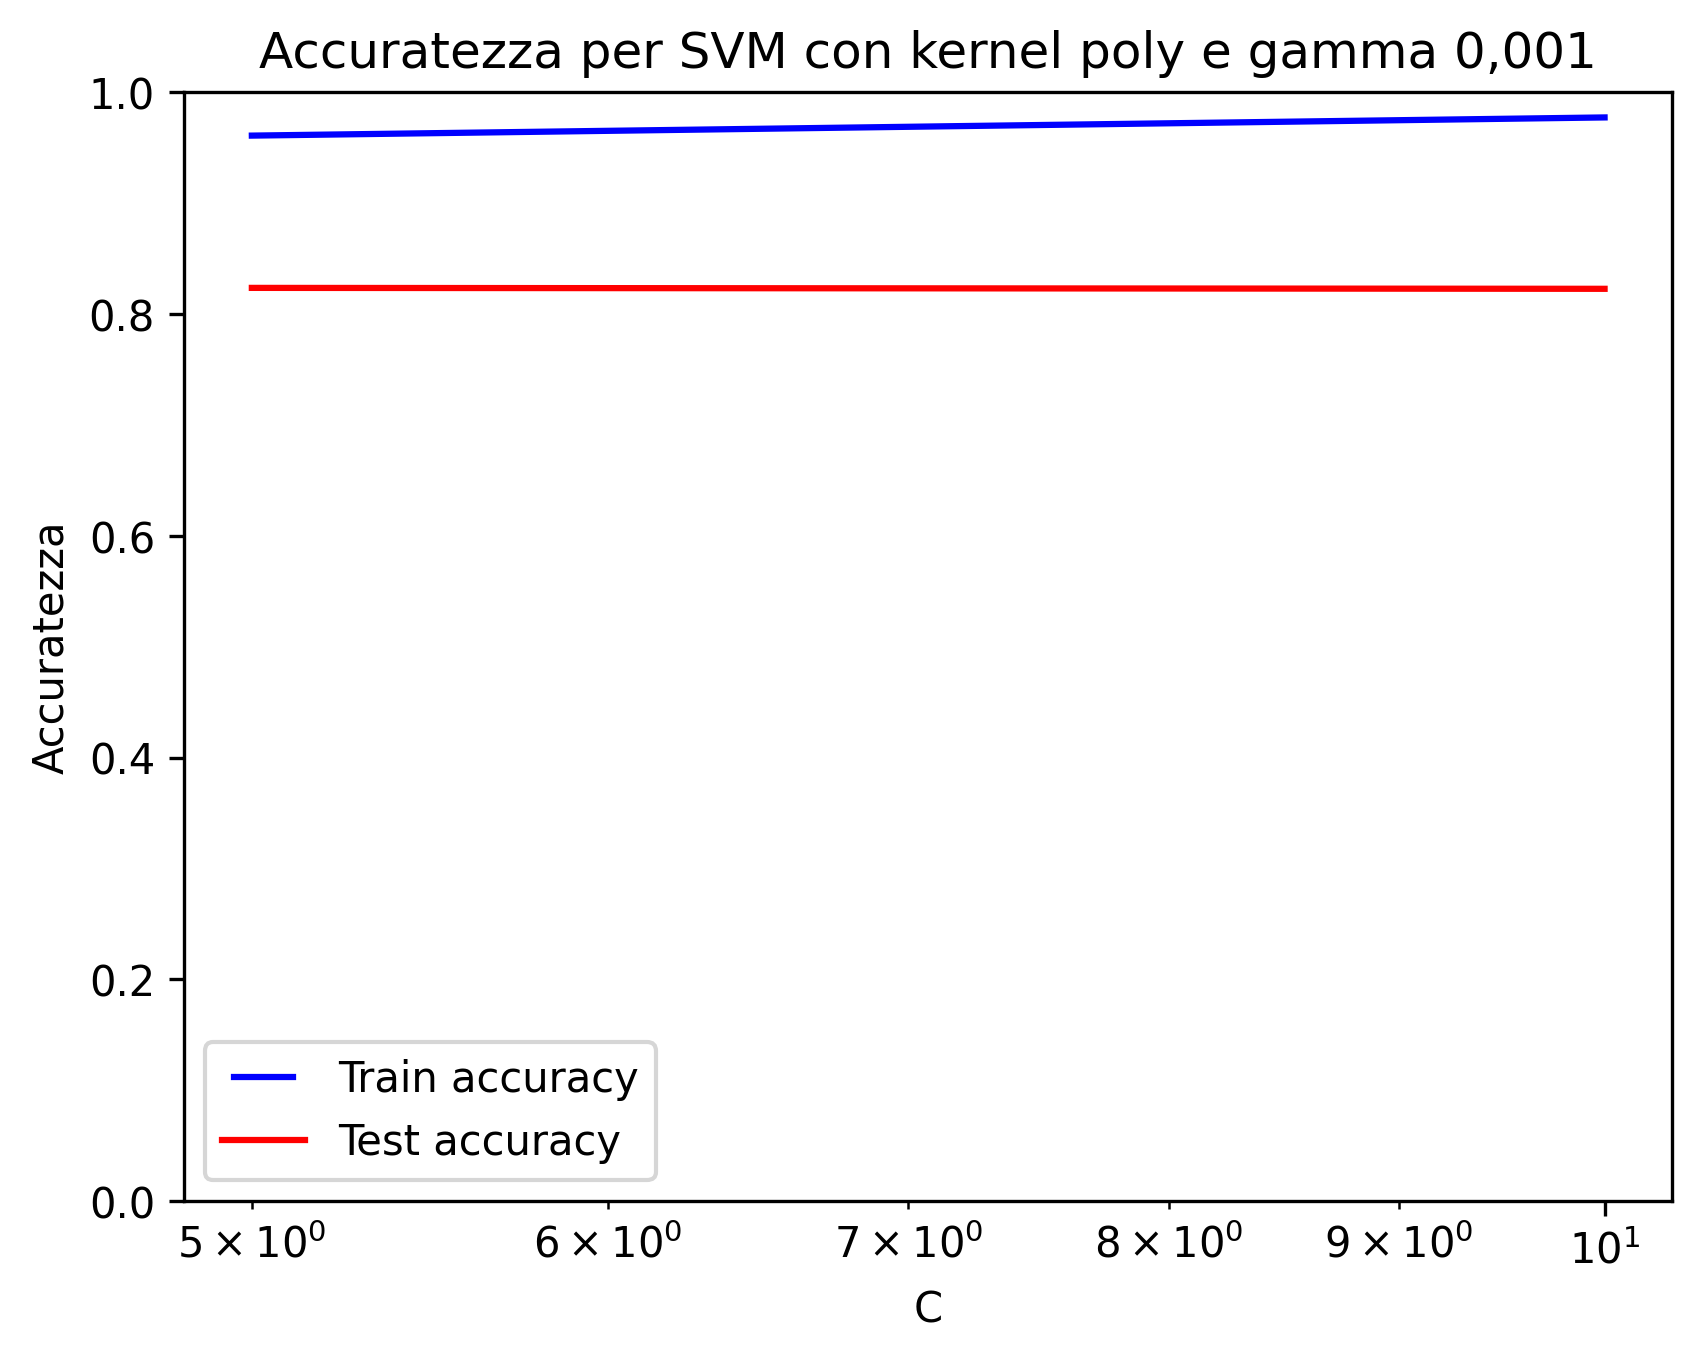 Accuratezza per SVM con kernel poly e gamma 0,001
1.0
0.8
0.6
0.4
0.2
0.0
Accuratezza
Train accuracy
Test accuracy
5 × 10⁰ 6 × 10⁰ 7 × 10⁰ 8 × 10⁰ 9 × 10⁰ 10¹
C